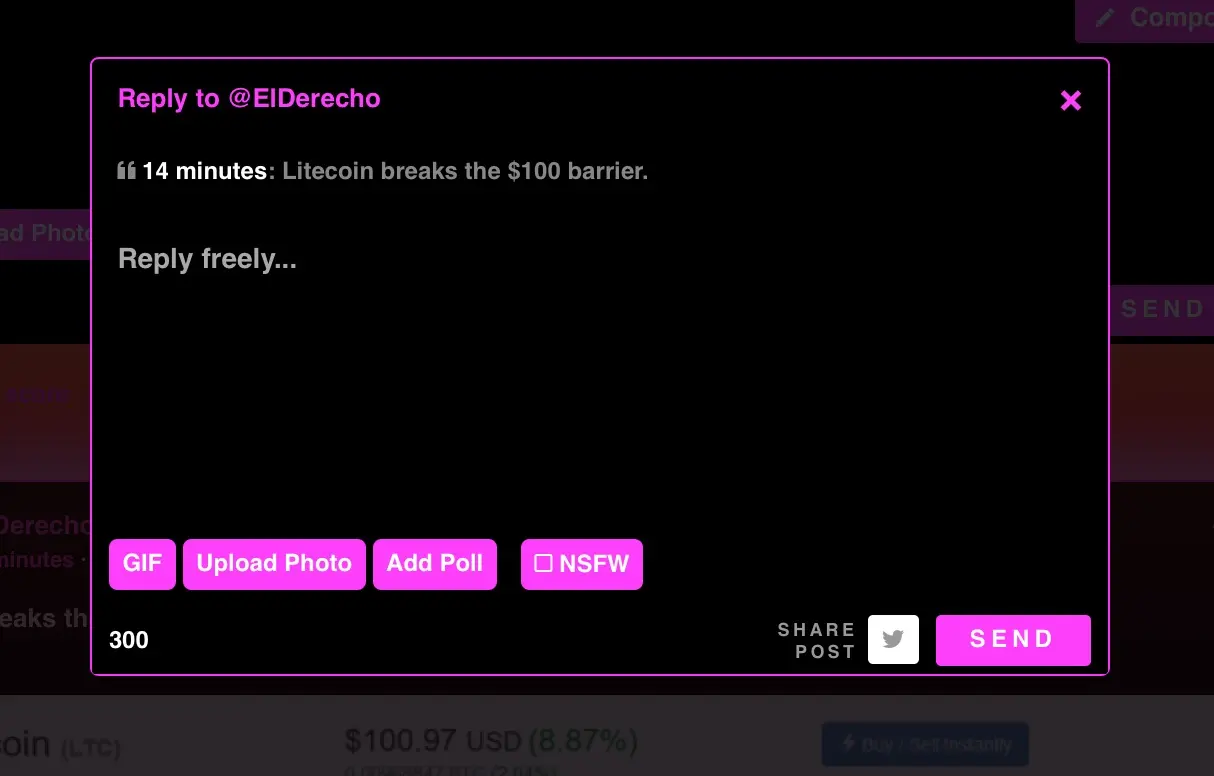 Compo
Reply to @ElDerecho
14 minutes: Litecoin breaks the $100 barrier.
ad Photo
Reply freely...
SEND
Derecho
minutes ·
GIF Upload Photo Add Poll NSFW
eaks th
300
SHARE
POST
SEND
coin (LTC)
$100.97 USD (8.87%)
Buy / Sell Instantly